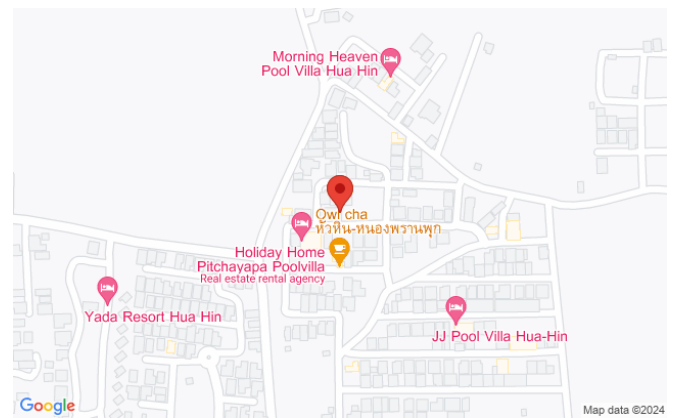 Morning Heaven
Pool Villa Hua Hin
Owl cha
หัวหิน-หนองพรานพุก
Holiday Home
Pitchayapa Poolvilla
Real estate rental agency
Yada Resort Hua Hin
JJ Pool Villa Hua-Hin
Google
Map data ©2024